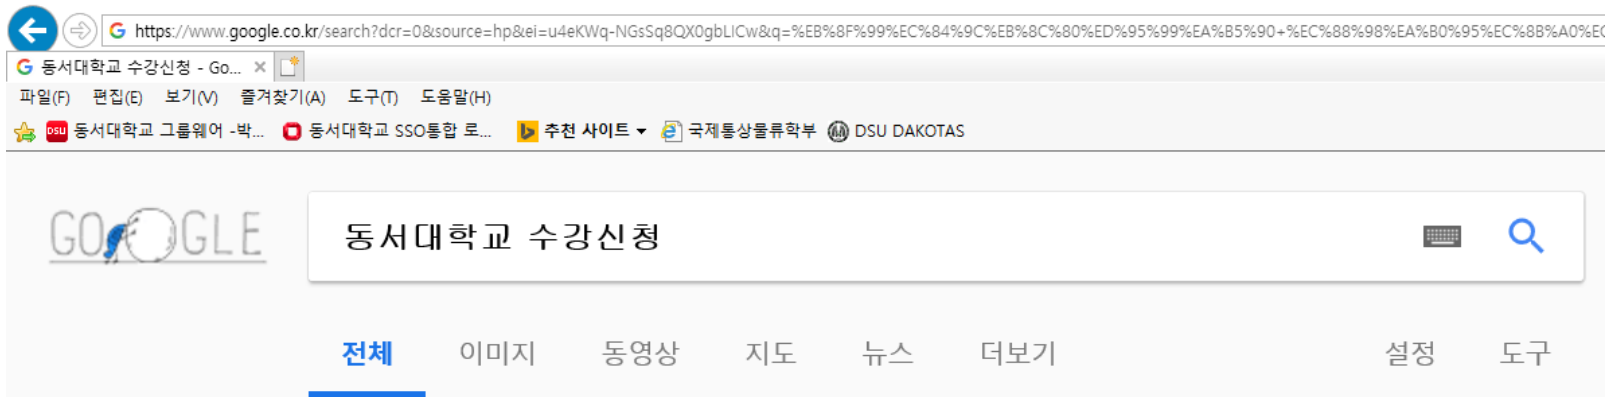 https://www.google.co.kr/search?dcr=0&source=hp&ei=u4eKWq-NGsSq8QX0gbLICw&q=%EB%8F%99%EC%84%9C%EB%8C%80%ED%95%99%EA%B5%90+%EC%88%98%EA%B0%95%EC%8B%A0%EC
동서대학교 수강신청 - Go...
파일(F) 편집(E) 보기(V) 즐겨찾기(A) 도구(T) 도움말(H)
DSU 동서대학교 그룹웨어 -박... 동서대학교 SSO통합 로... 추천 사이트 국제통상물류학부 DSU DAKOTAS
GOOGLE 동서대학교 수강신청
전체 이미지 동영상 지도 뉴스 더보기 설정 도구